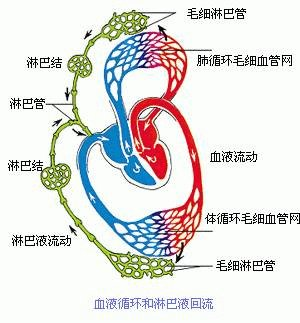 毛细淋巴管
淋巴结
肺循环毛细血管网
淋巴管
血液流动
淋巴结
体循环毛细血管网
淋巴液流动
毛细淋巴管
血液循环和淋巴液回流